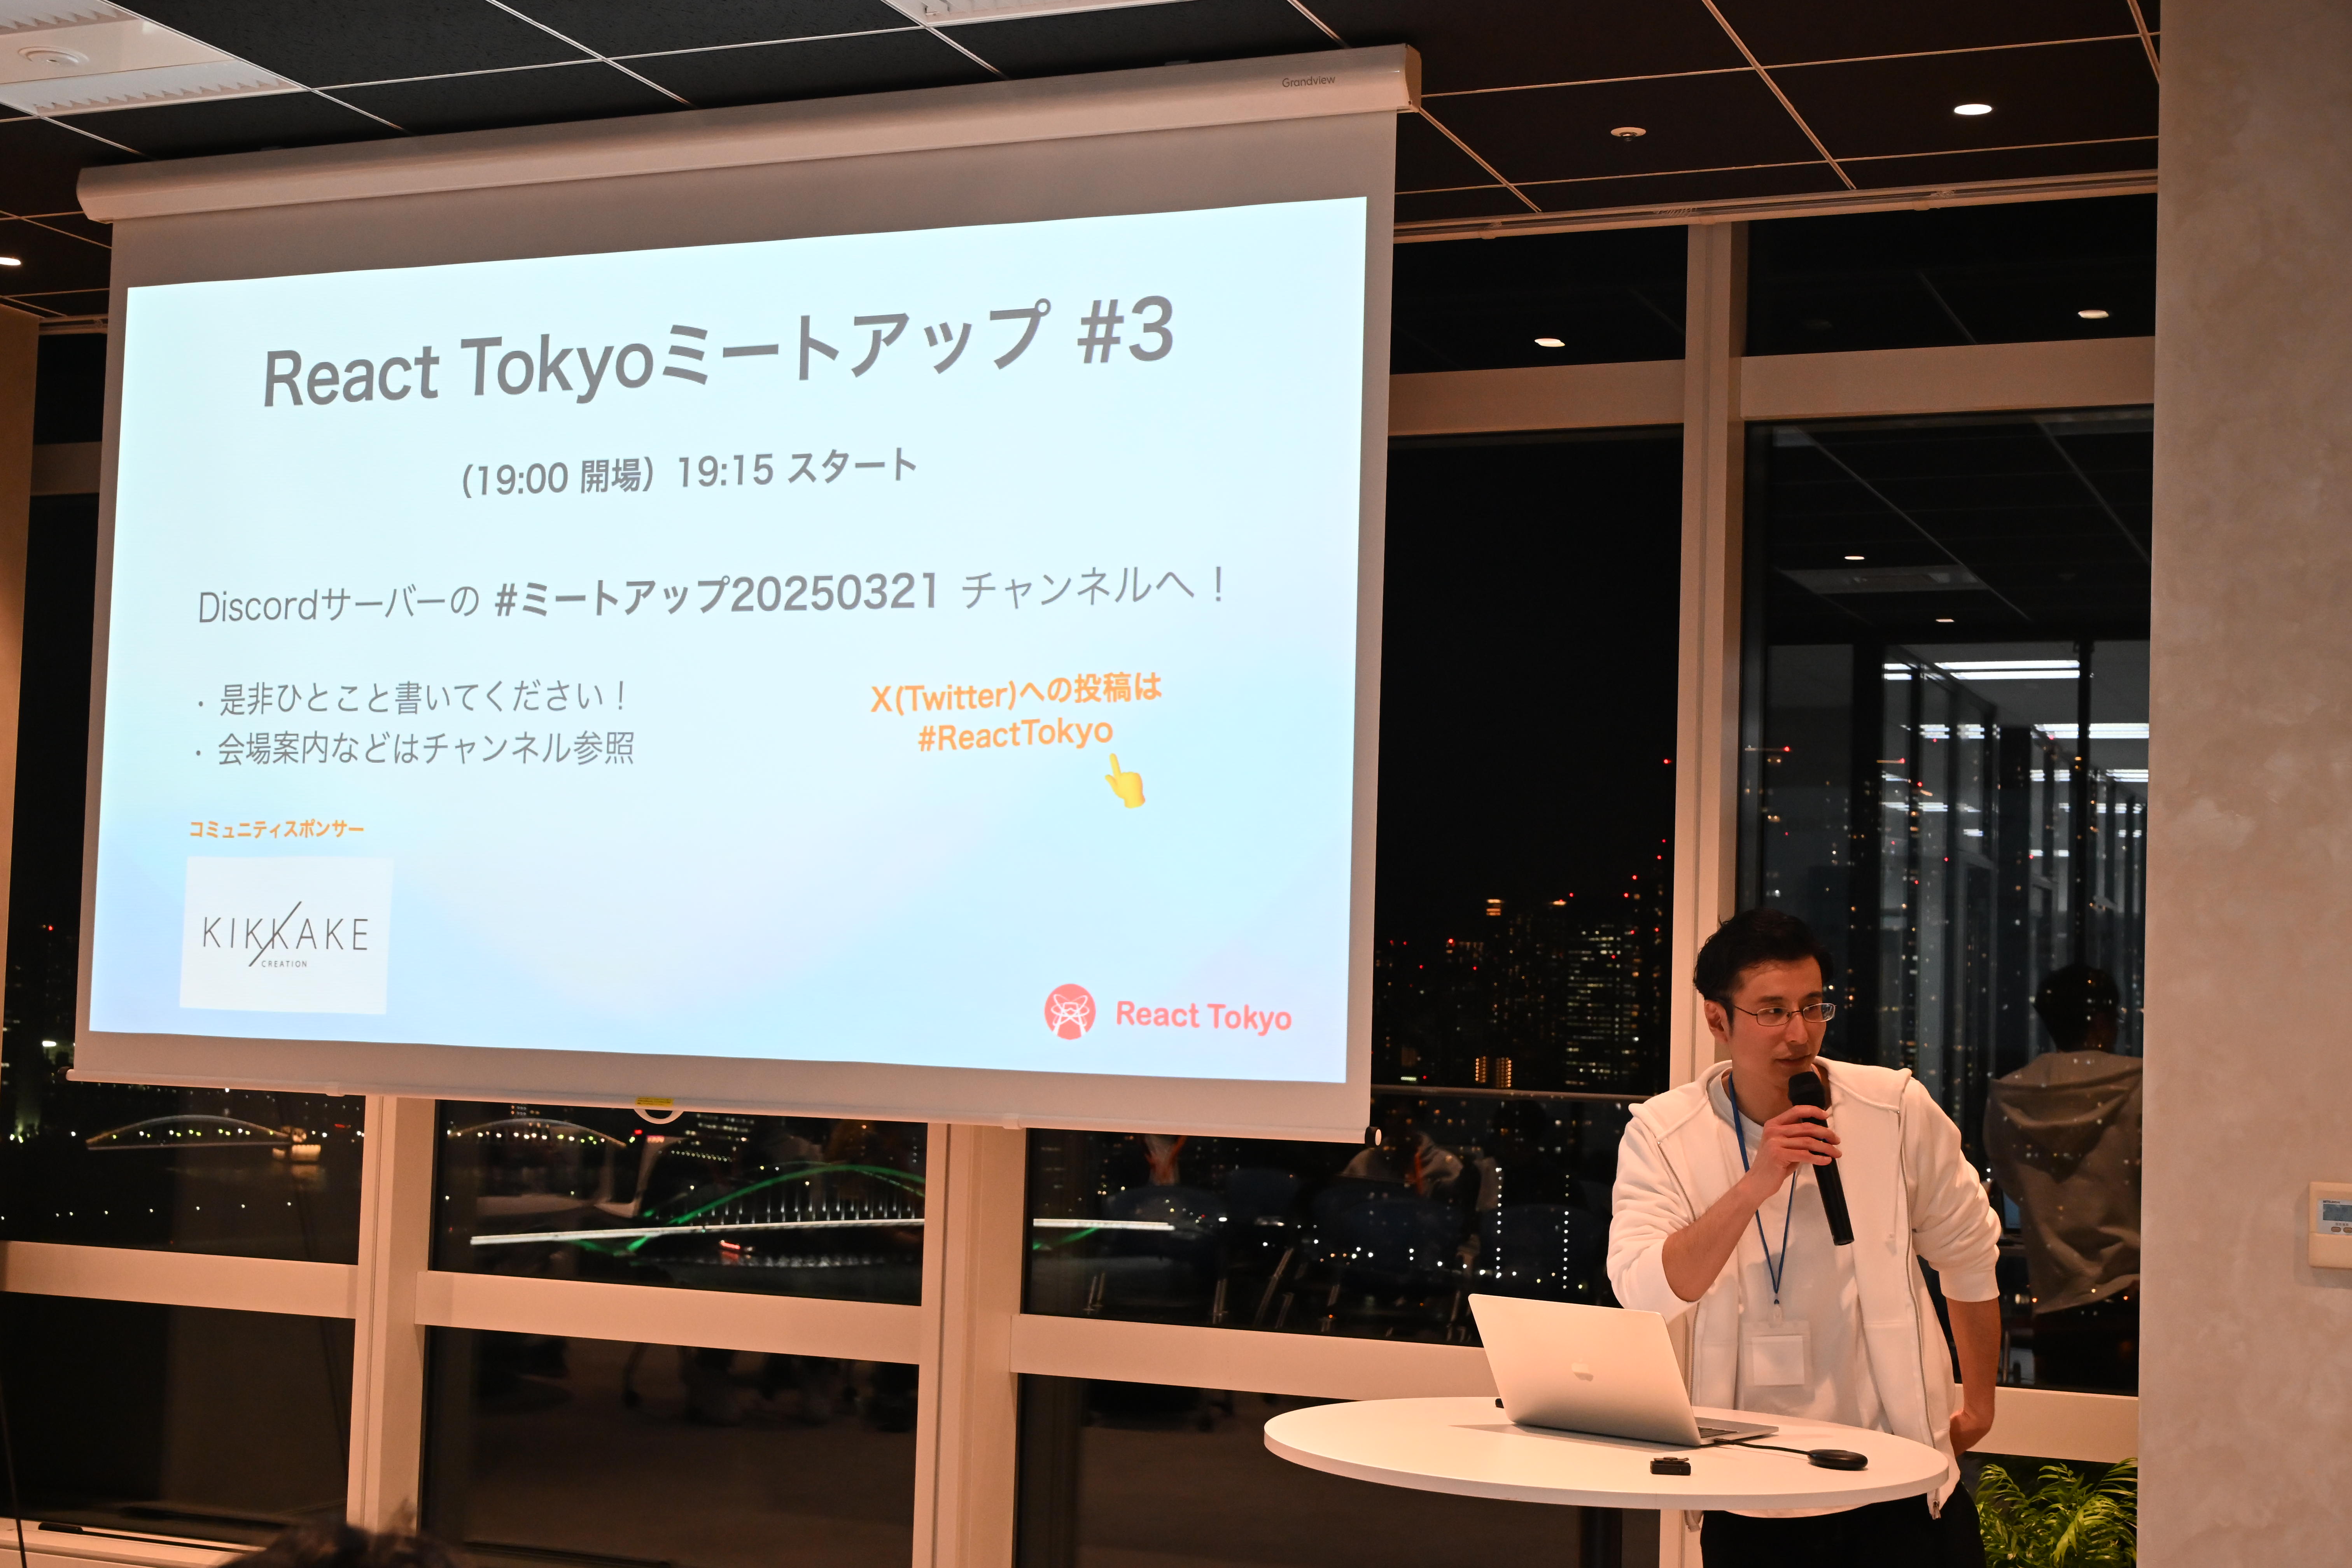 Grandview
React Tokyoミートアップ #3
(19:00 開場）19:15 スタート
Discordサーバーの #ミートアップ20250321 チャンネルへ！
・是非ひとこと書いてください！
・会場案内などはチャンネル参照
X(Twitter)への投稿は
#ReactTokyo
コミュニティスポンサー
KIKKAKE
CREATION
React Tokyo